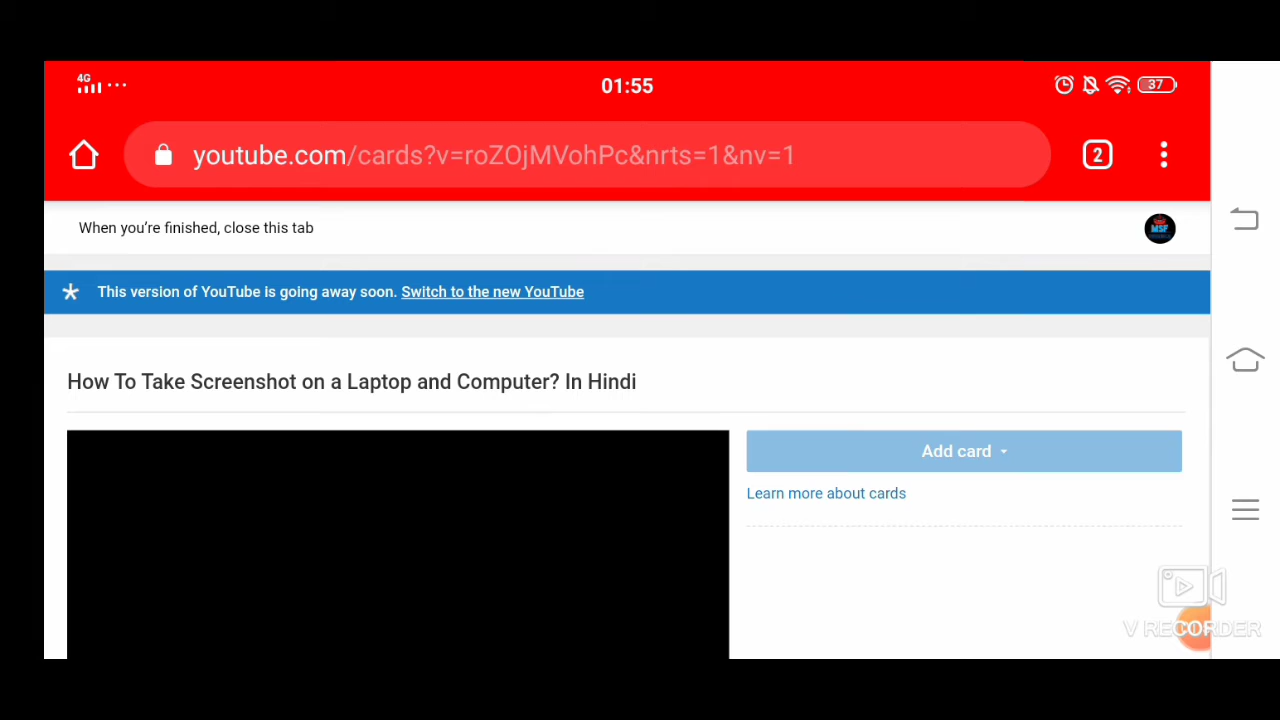 4G
01:55
37
youtube.com/cards?v=roZOjMVohPc&nrts=1&nv=1
2
When you’re finished, close this tab
MSF
This version of YouTube is going away soon. Switch to the new YouTube
How To Take Screenshot on a Laptop and Computer? In Hindi
Add card
Learn more about cards
V RECORDER